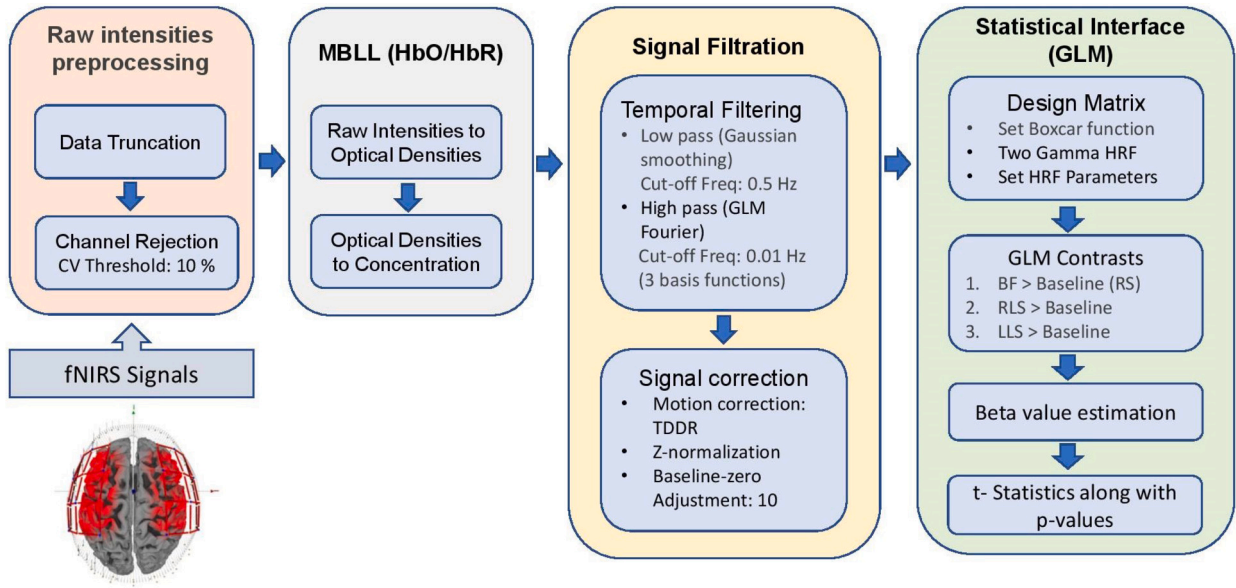 Raw intensities
preprocessing
Data Truncation
Channel Rejection
CV Threshold: 10 %
fNIRS Signals
MBLL (HbO/HbR)
Raw Intensities to
Optical Densities
Optical Densities
to Concentration
Signal Filtration
Temporal Filtering
• Low pass (Gaussian
smoothing)
Cut-off Freq: 0.5 Hz
• High pass (GLM
Fourier)
Cut-off Freq: 0.01 Hz
(3 basis functions)
Signal correction
• Motion correction:
TDDR
• Z-normalization
• Baseline-zero
Adjustment: 10
Statistical Interface
(GLM)
Design Matrix
• Set Boxcar function
• Two Gamma HRF
• Set HRF Parameters
GLM Contrasts
1. BF > Baseline (RS)
2. RLS > Baseline
3. LLS > Baseline
Beta value estimation
t- Statistics along with
p-values